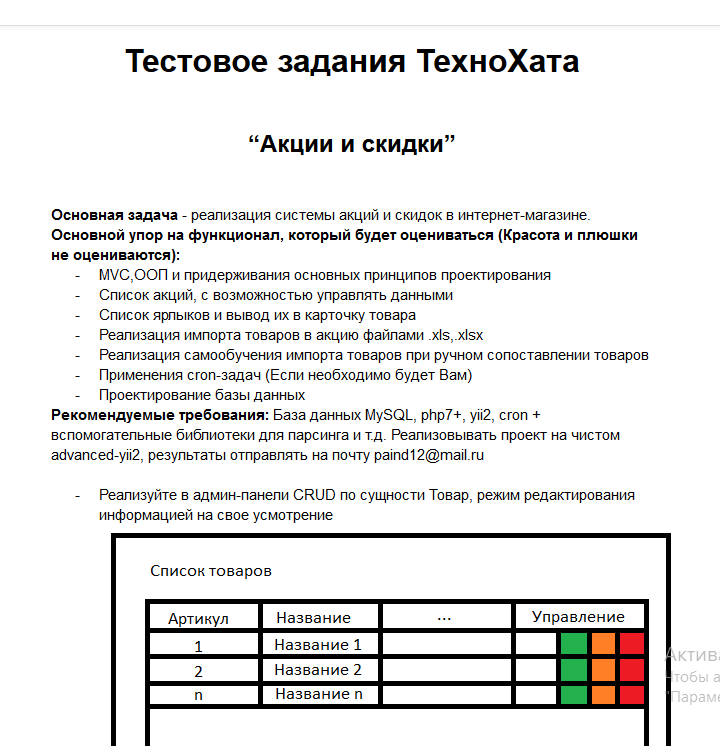 Тестовое задания ТехноХата
“Акции и скидки”
Основная задача - реализация системы акций и скидок в интернет-магазине.
Основной упор на функционал, который будет оцениваться (Красота и плюшки
не оцениваются):
- MVC,ООП и придерживания основных принципов проектирования
- Список акций, с возможностью управлять данными
- Список ярлыков и вывод их в карточку товара
- Реализация импорта товаров в акцию файлами .xls,.xlsx
- Реализация самообучения импорта товаров при ручном сопоставлении товаров
- Применения cron-задач (Если необходимо будет Вам)
- Проектирование базы данных
Рекомендуемые требования: База данных MySQL, php7+, yii2, cron +
вспомогательные библиотеки для парсинга и т.д. Реализовывать проект на чистом
advanced-yii2, результаты отправлять на почту paind12@mail.ru
- Реализуйте в админ-панели CRUD по сущности Товар, режим редактирования
информацией на свое усмотрение
Список товаров
Артикул Название ... Управление
1 Название 1
2 Название 2
n Название n
Актива
Чтобы а
"Параме